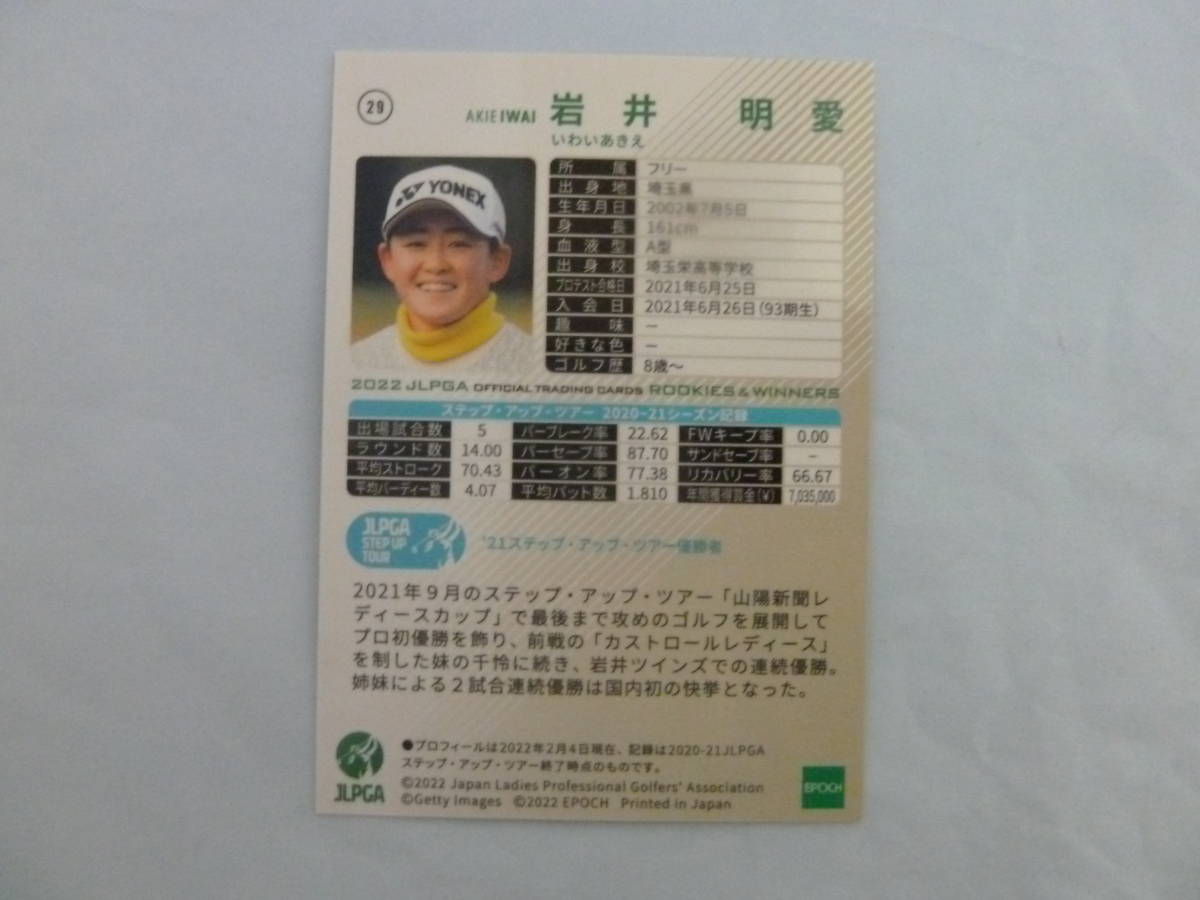 29
AKIE IWAI 岩井 明愛
いわいあきえ
YONEX
所属 フリー
出身地 埼玉県
生年月日 2002年7月5日
身長 161cm
血液型 A型
出身校 埼玉栄高等学校
プロテスト合格日 2021年6月25日
入会日 2021年6月26日(93期生)
趣味 ー
好きな色 ー
ゴルフ歴 8歳～
2022 JLPGA OFFICIAL TRADING CARDS ROOKIES & WINNERS
ステップ・アップ・ツアー 2020-21シーズン記録
出場試合数 5 パーブレーク率 22.62 FWキープ率 0.00
ラウンド数 14.00 パーセーブ率 87.70 サンドセーブ率 -
平均ストローク 70.43 パーオン率 77.38 リカバリー率 66.67
平均バーディー数 4.07 平均パット数 1.810 年間獲得賞金(¥) 7,035,000
JLPGA
STEP UP
TOUR
'21ステップ・アップ・ツアー優勝者
2021年9月のステップ・アップ・ツアー「山陽新聞レ
ディースカップ」で最後まで攻めのゴルフを展開して
プロ初優勝を飾り、前戦の「カストロールレディース」
を制した妹の千怜に続き、岩井ツインズでの連続優勝。
姉妹による2試合連続優勝は国内初の快挙となった。
●プロフィールは2022年2月4日現在、記録は2020-21JLPGA
ステップ・アップ・ツアー終了時点のものです。
©2022 Japan Ladies Professional Golfers' Association
©Getty Images ©2022 EPOCH Printed in Japan
JLPGA
EPOCH